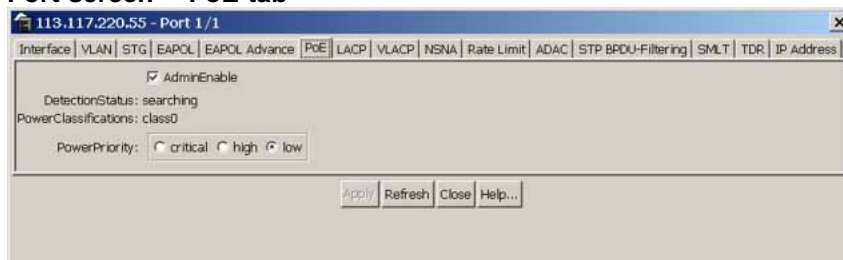 Port screen -- PoE tab
113.117.220.55 - Port 1/1
Interface VLAN STG EAPOL EAPOL Advance PoE LACP VLACP NSNA Rate Limit ADAC STP BPDU-Filtering SMLT TDR IP Address
AdminEnable
DetectionStatus: searching
PowerClassifications: class0
PowerPriority: critical high low
Apply Refresh Close Help...